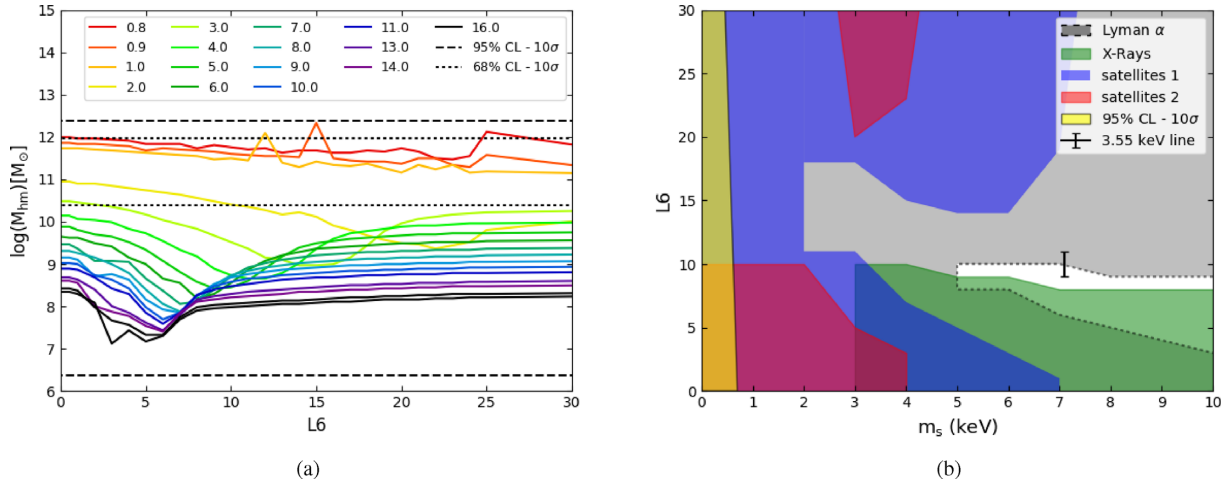 15
14
13
12
11
10
9
8
7
6
log(M_hm)[M_⊙]
0 5 10 15 20 25 30
L6
0.8 3.0 7.0 11.0 16.0
0.9 4.0 8.0 13.0 95% CL - 10σ
1.0 5.0 9.0 14.0 68% CL - 10σ
2.0 6.0 10.0
(a)
30
25
20
15
10
5
0
L6
0 1 2 3 4 5 6 7 8 9 10
m_s (keV)
Lyman α
X-Rays
satellites 1
satellites 2
95% CL - 10σ
3.55 keV line
(b)